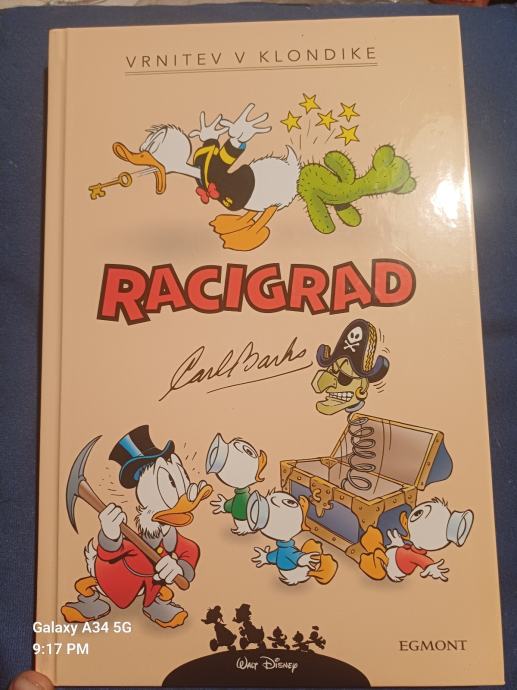 VRNITEV V KLONDIKE
RACIGRAD
Carl Barks
WALT DISNEY
EGMONT
Galaxy A34 5G
9:17 PM